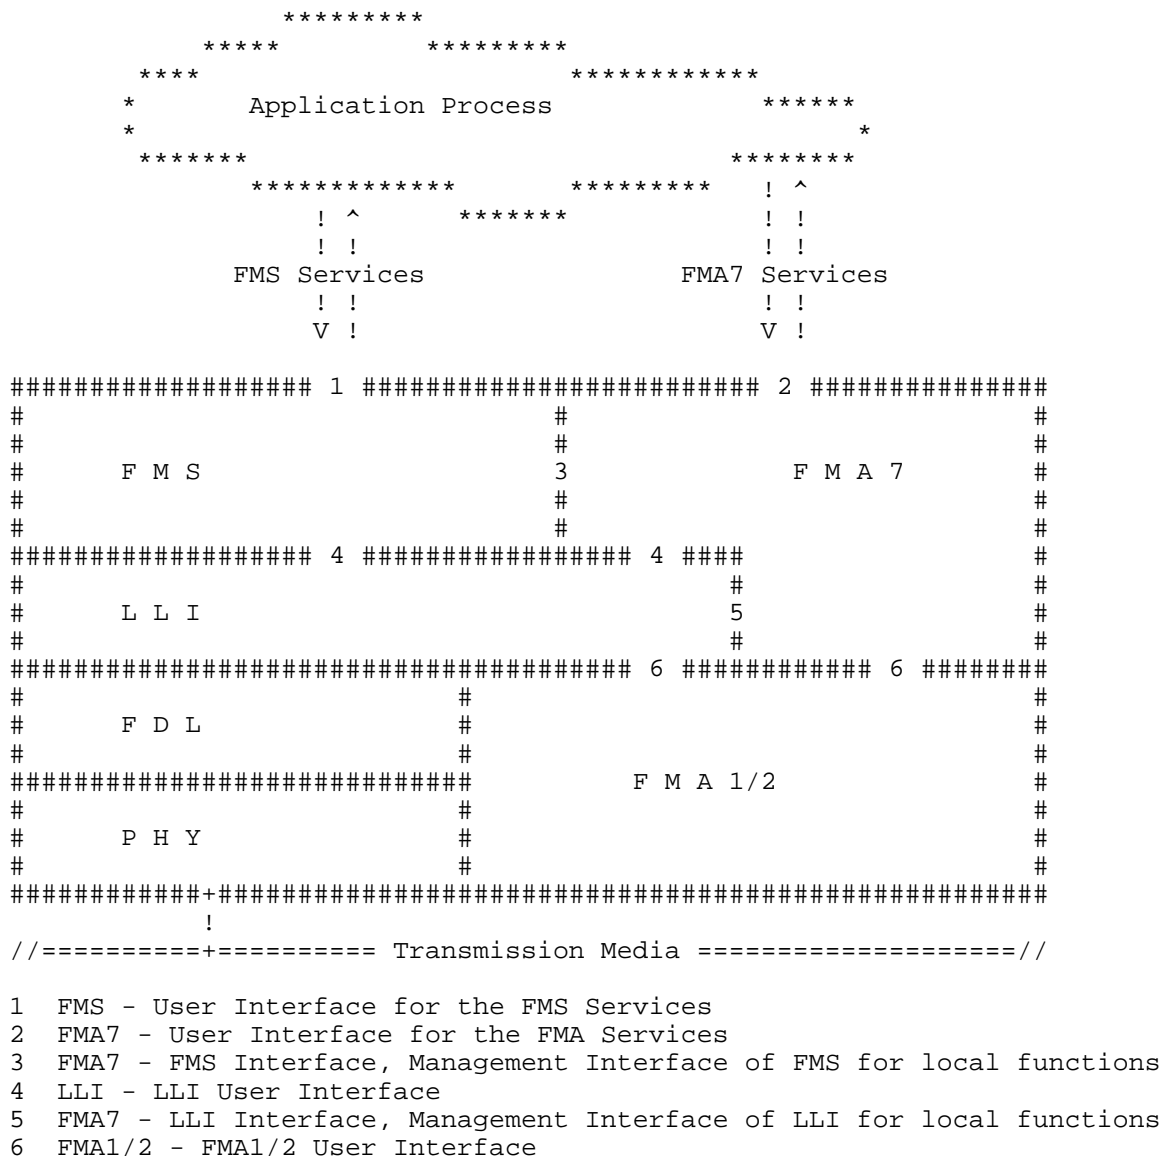 *********
***** *********
**** ************
* Application Process ******
* *
******* ********
************* ********* ! ^
! ^ ******* ! !
! ! ! !
FMS Services FMA7 Services
! ! ! !
V ! V !
################### 1 ######################### 2 ###############
# # #
# # #
# F M S 3 F M A 7 #
# # #
# # #
################### 4 ################# 4 #### #
# # #
# L L I 5 #
# # #
####################################### 6 ############ 6 ########
# # #
# F D L # #
# # #
############################# F M A 1/2 #
# # #
# P H Y # #
# # #
############+####################################################
!
//==========+========== Transmission Media ====================//
1 FMS - User Interface for the FMS Services
2 FMA7 - User Interface for the FMA Services
3 FMA7 - FMS Interface, Management Interface of FMS for local functions
4 LLI - LLI User Interface
5 FMA7 - LLI Interface, Management Interface of LLI for local functions
6 FMA1/2 - FMA1/2 User Interface